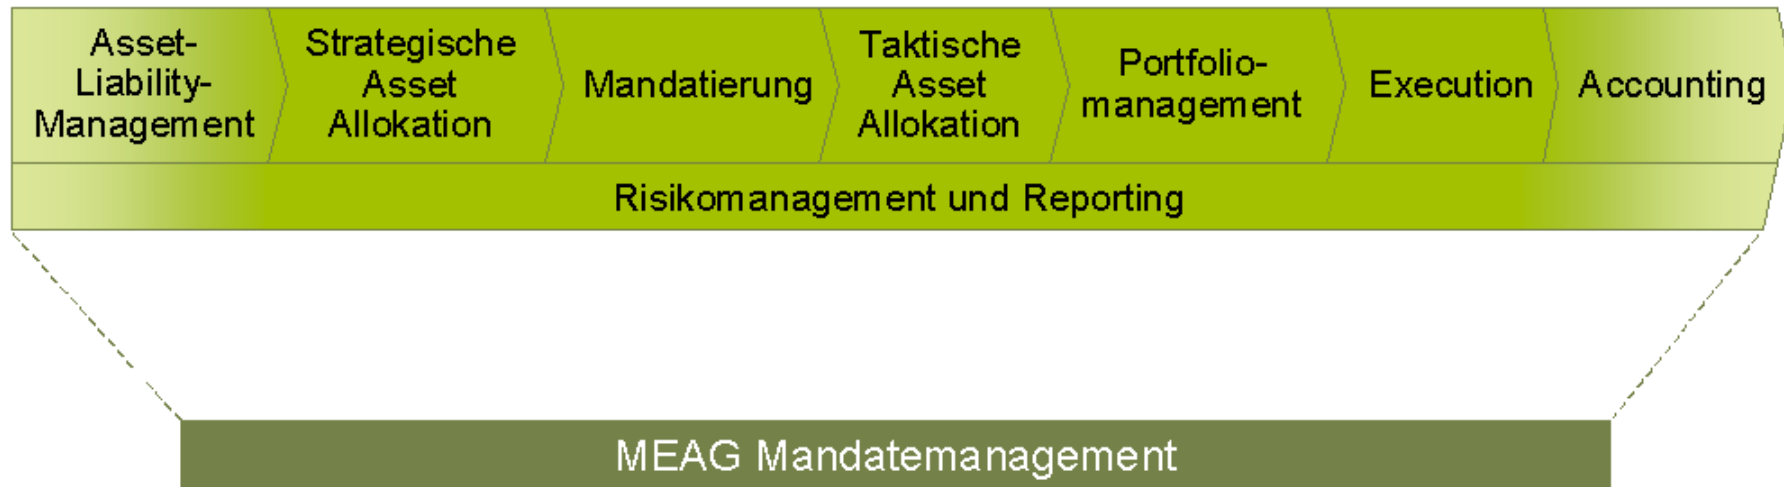 Asset-
Liability-
Management
Strategische
Asset
Allokation
Mandatierung
Taktische
Asset
Allokation
Portfolio-
management
Execution
Accounting
Risikomanagement und Reporting
MEAG Mandatemanagement